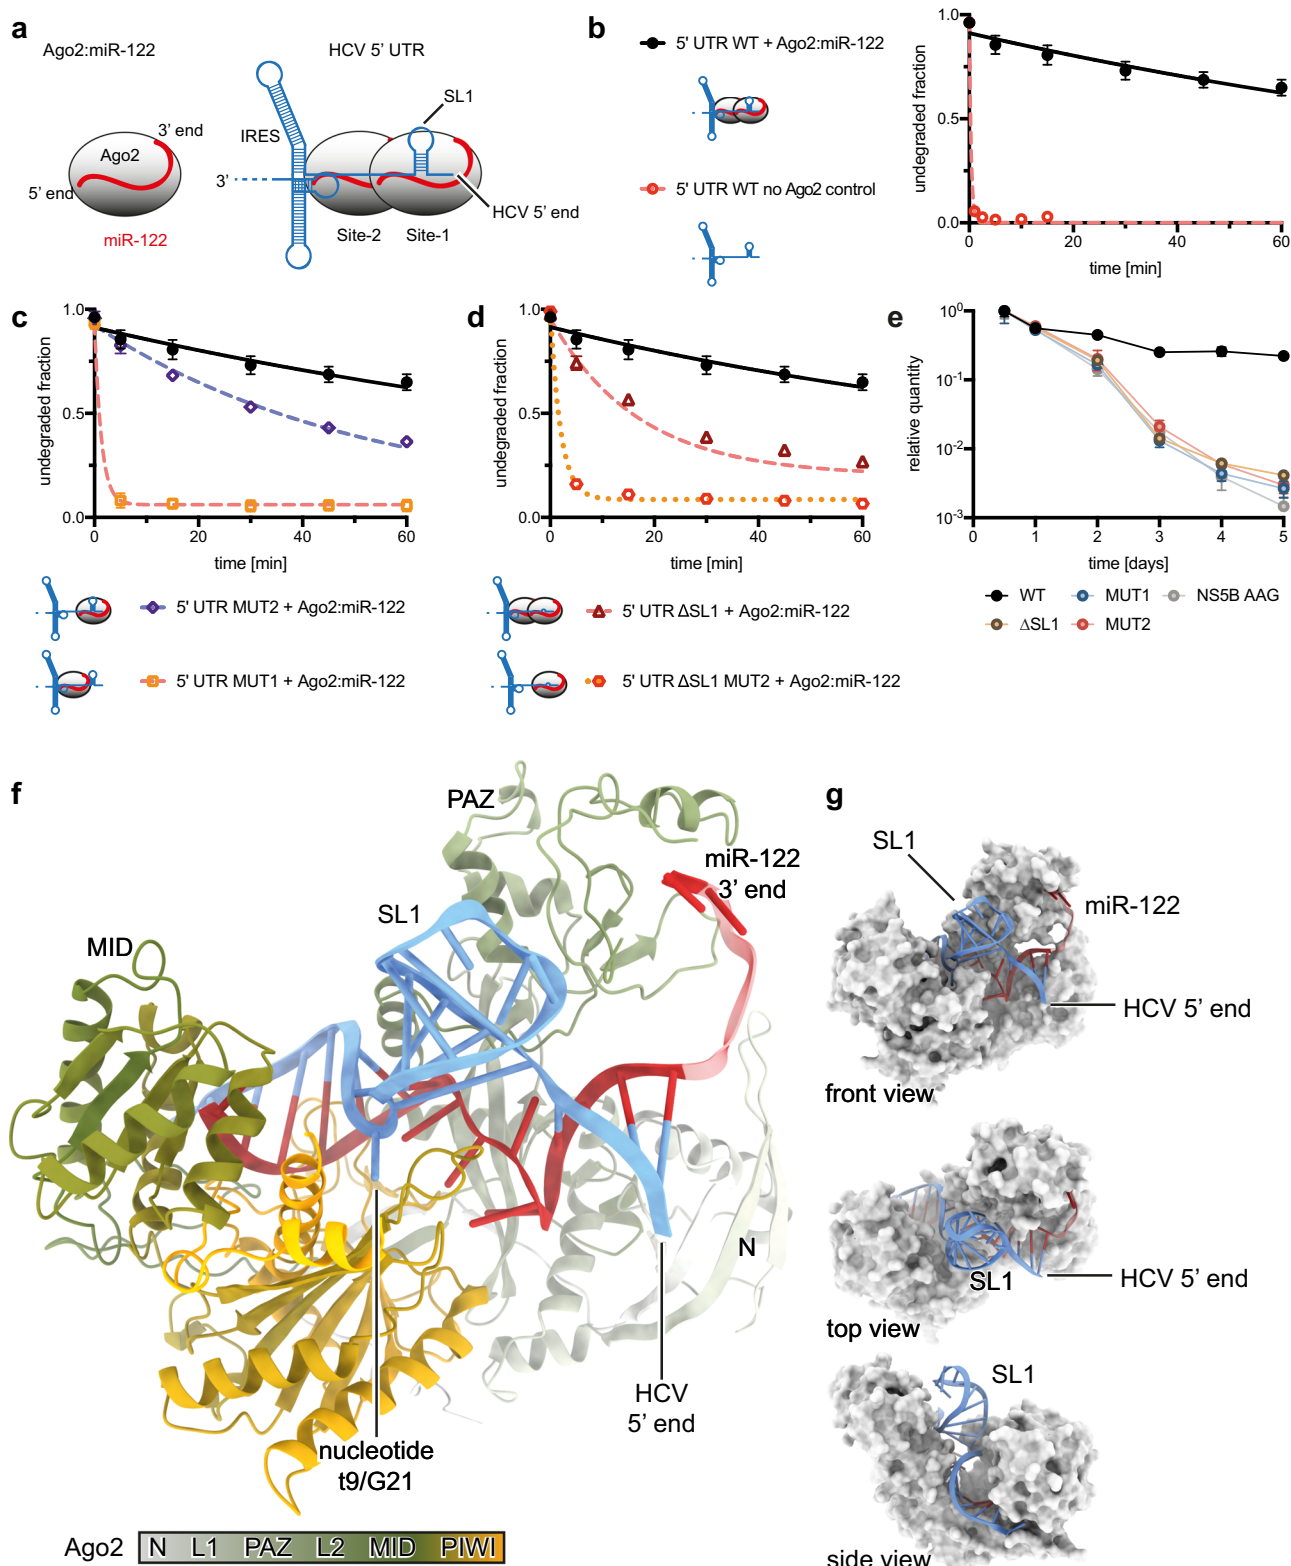 a
Ago2:miR-122
HCV 5' UTR
SL1
IRES
3' end
Ago2
5' end
3'
HCV 5' end
miR-122
Site-2
Site-1
b
5' UTR WT + Ago2:miR-122
5' UTR WT no Ago2 control
undegraded fraction
1.0
0.5
0.0
0
20
40
60
time [min]
c
undegraded fraction
1.0
0.5
0.0
0
20
40
60
time [min]
5' UTR MUT2 + Ago2:miR-122
5' UTR MUT1 + Ago2:miR-122
d
undegraded fraction
1.0
0.5
0.0
0
20
40
60
time [min]
5' UTR ΔSL1 + Ago2:miR-122
5' UTR ΔSL1 MUT2 + Ago2:miR-122
e
relative quantity
10⁰
10⁻¹
10⁻²
10⁻³
0
1
2
3
4
5
time [days]
WT
MUT1
NS5B AAG
ΔSL1
MUT2
f
PAZ
miR-122
3' end
SL1
MID
N
HCV
5' end
nucleotide
t9/G21
Ago2
N L1 PAZ L2 MID PIWI
g
SL1
miR-122
HCV 5' end
front view
SL1
HCV 5' end
top view
SL1
side view